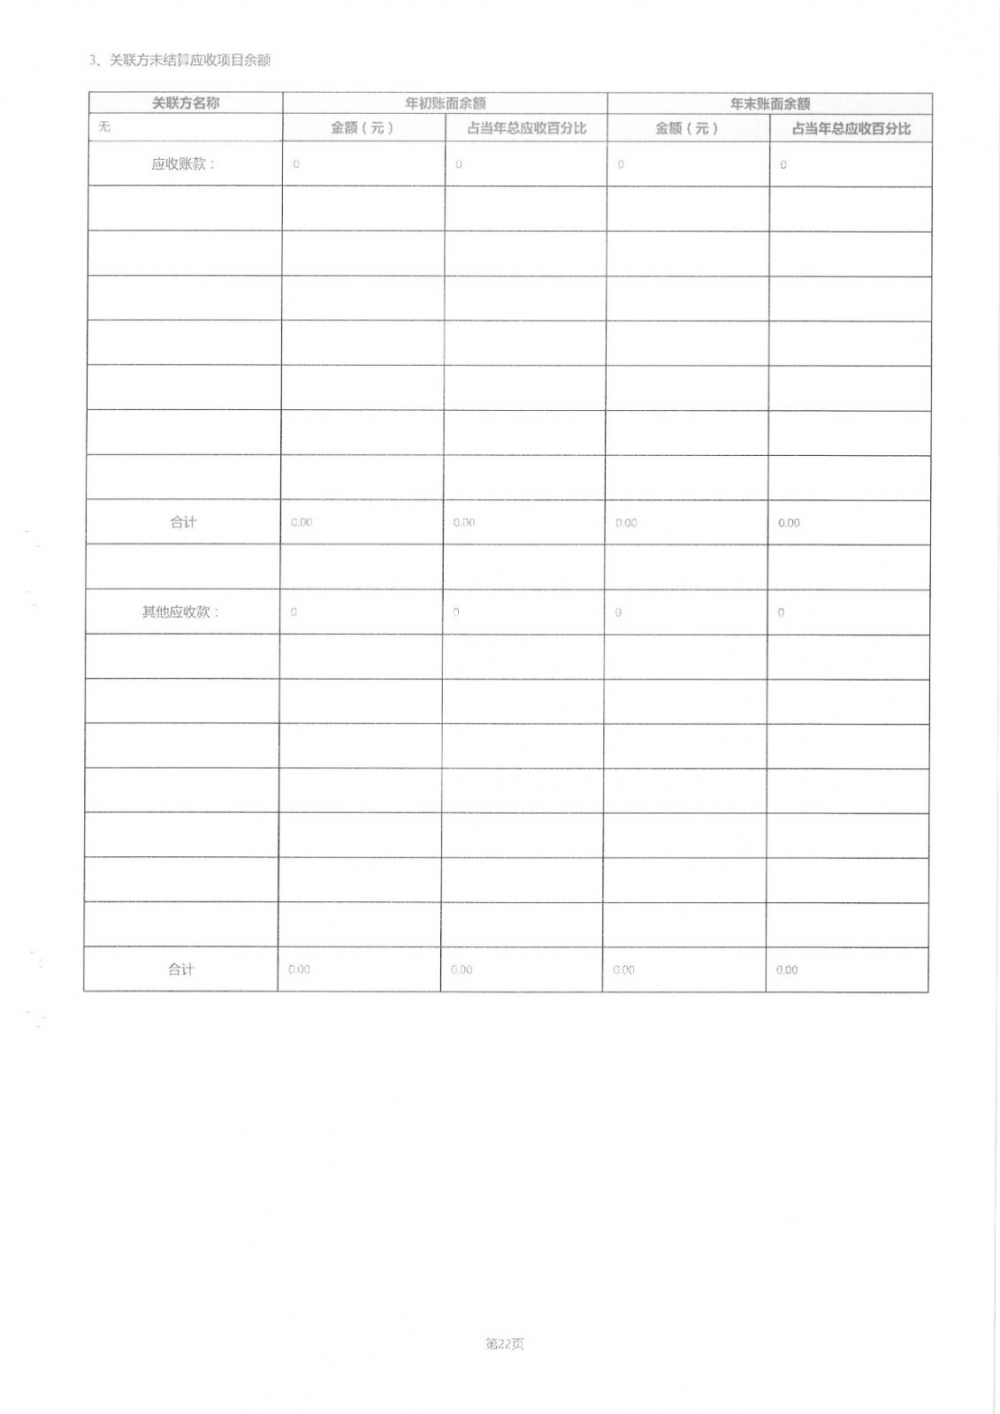 3、关联方未结算应收项目余额
关联方名称 年初账面余额 年末账面余额
无 金额（元） 占当年总应收百分比 金额（元） 占当年总应收百分比
应收账款： 0 0 0 0
合计 0.00 0.00 0.00 0.00
其他应收款： 0 0 0 0
合计 0.00 0.00 0.00 0.00
第22页